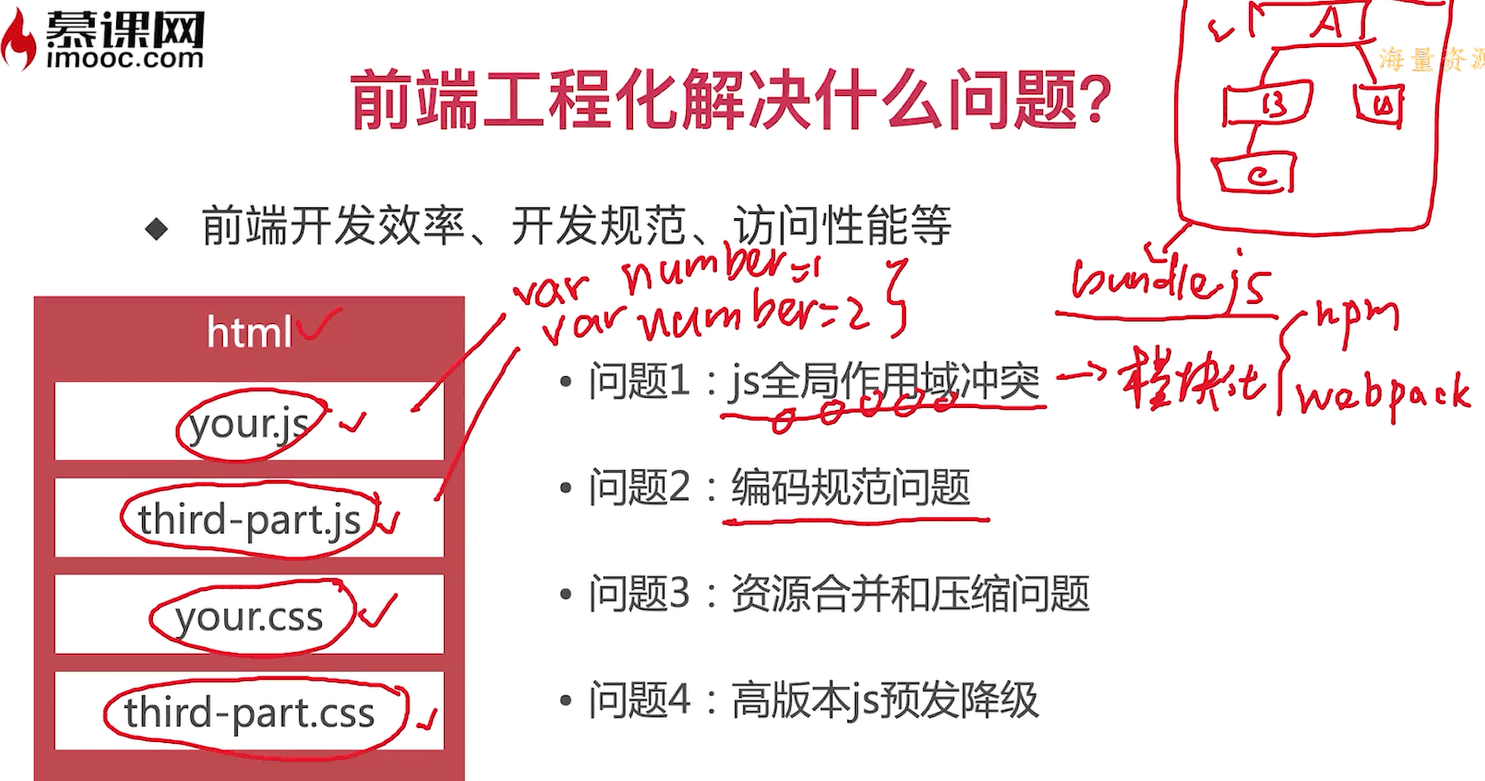 慕课网
imooc.com
海量资源
前端工程化解决什么问题?
A
B
C
前端开发效率、开发规范、访问性能等
var number=1
var number=2 }
bundle.js
npm
webpack
html
your.js
third-part.js
your.css
third-part.css
问题1：js全局作用域冲突 → 模块化
问题2：编码规范问题
问题3：资源合并和压缩问题
问题4：高版本js预发降级